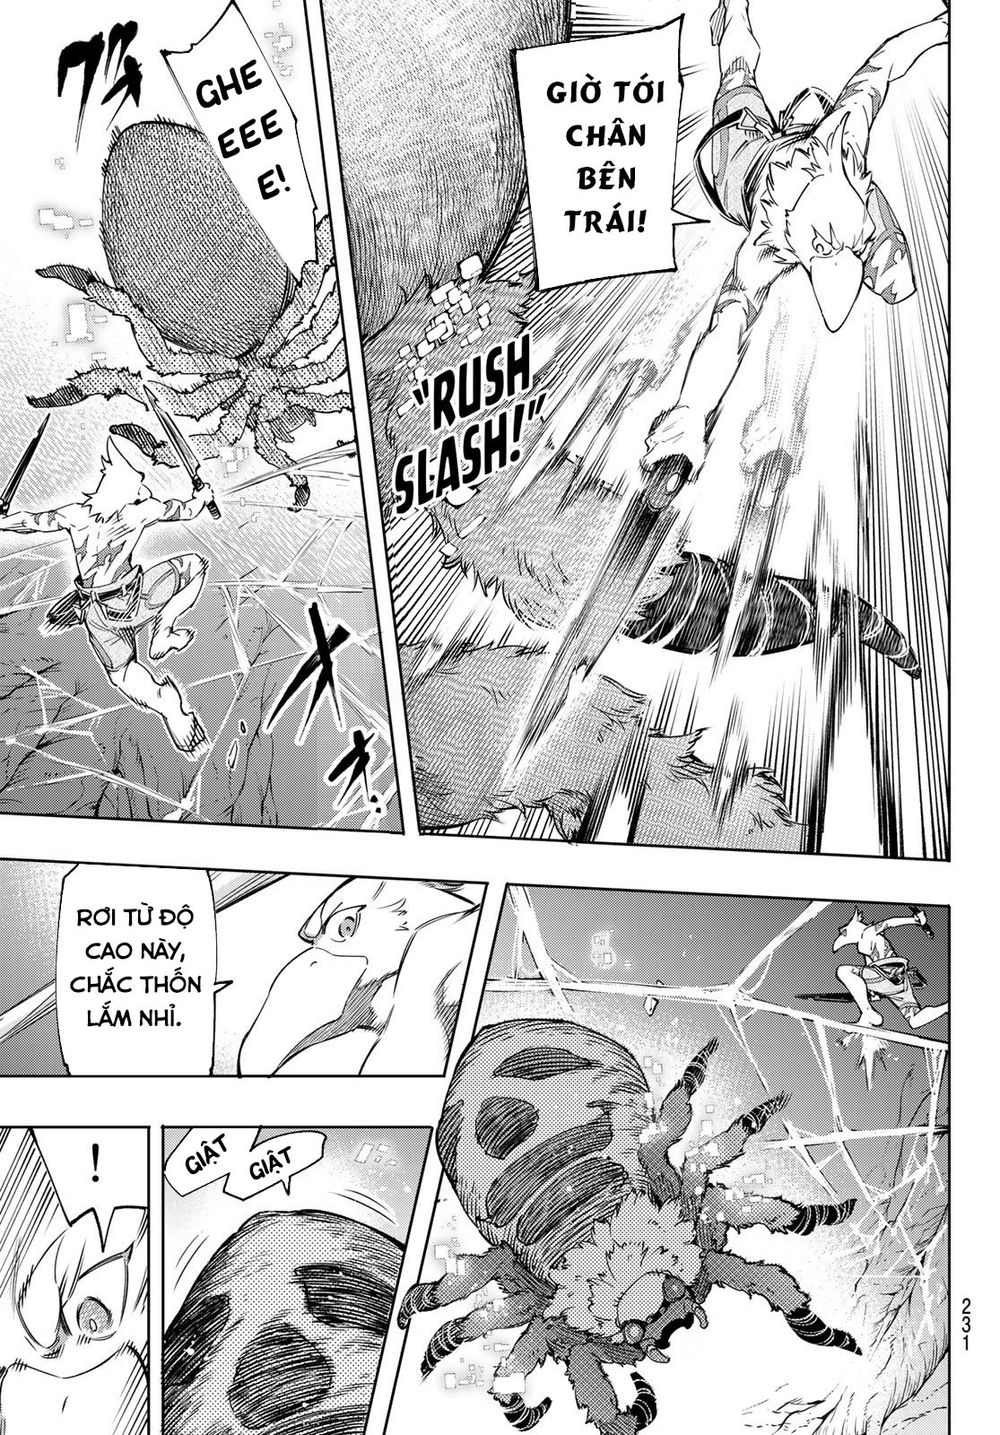 GIỜ TỚI
CHÂN
BÊN
TRÁI!
"RUSH
SLASH!"
GHE
EEEE
E!
RƠI TỪ ĐỘ
CAO NÀY,
CHẮC THỐN
LẮM NHỈ.
GIẬT
GIẬT
!
231